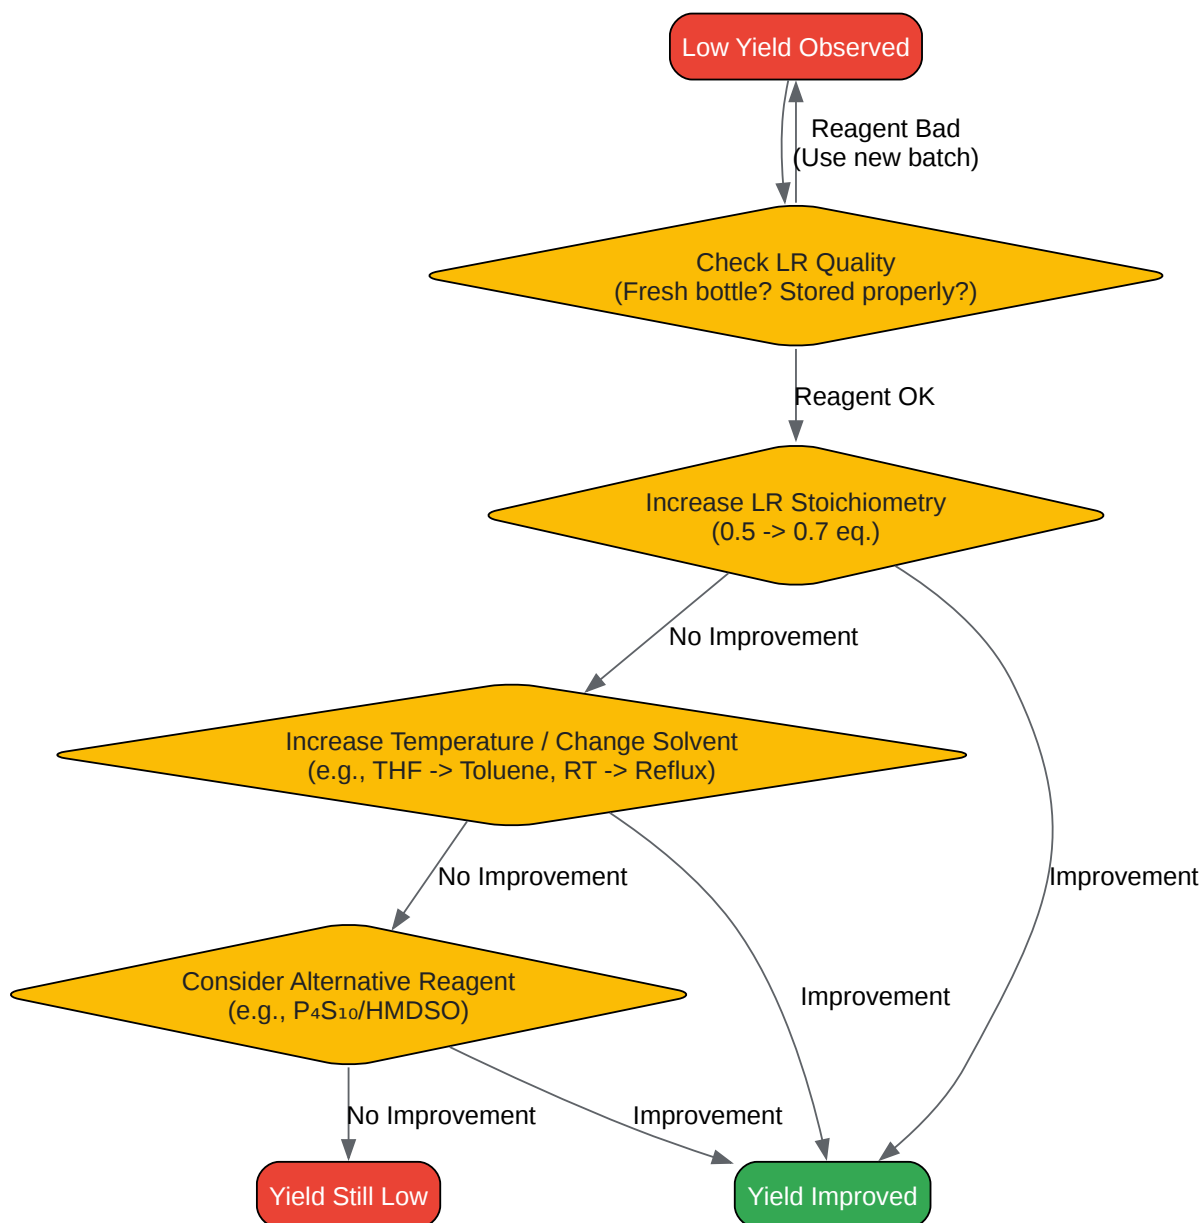 Low Yield Observed
Reagent Bad
(Use new batch)
Check LR Quality
(Fresh bottle? Stored properly?)
Reagent OK
Increase LR Stoichiometry
(0.5 -> 0.7 eq.)
No Improvement
Increase Temperature / Change Solvent
(e.g., THF -> Toluene, RT -> Reflux)
No Improvement
Improvement
Consider Alternative Reagent
(e.g., P₄S₁₀/HMDSO)
Improvement
No Improvement
Improvement
Yield Still Low
Yield Improved